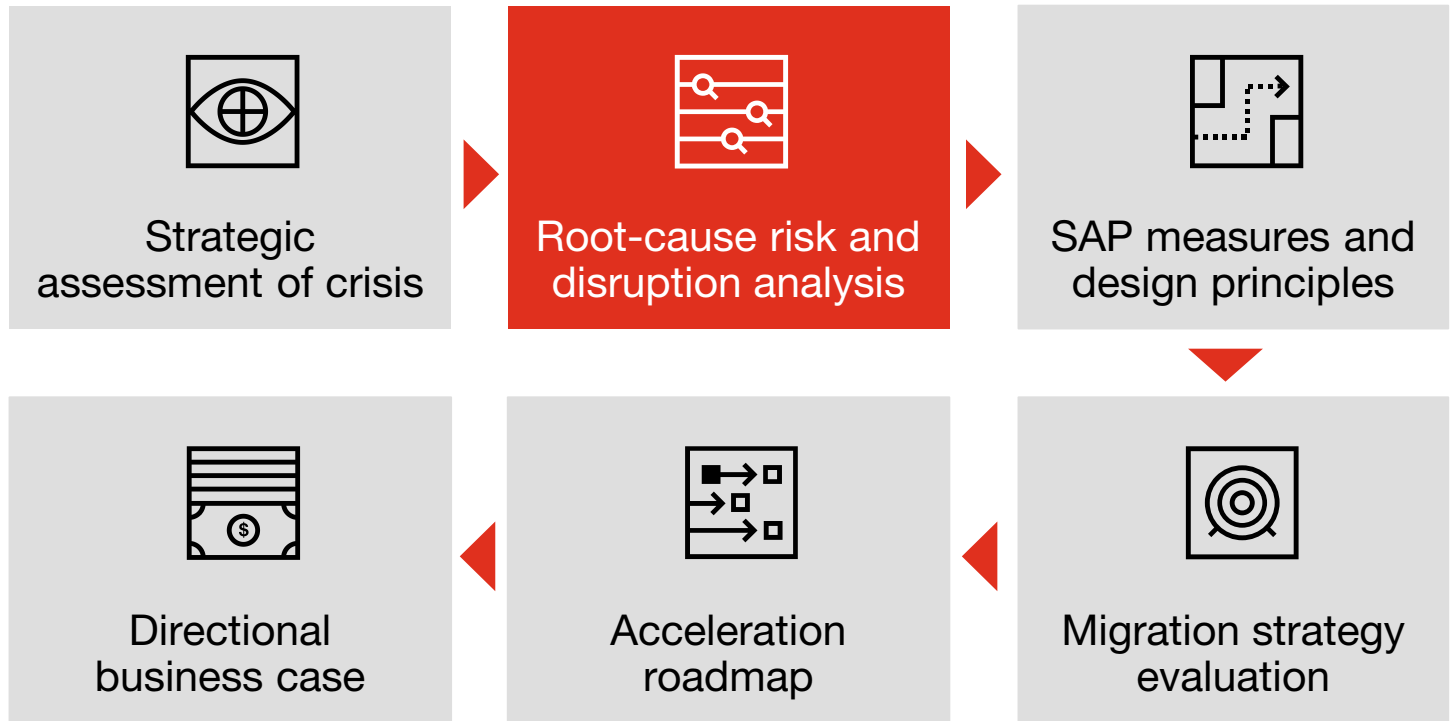 Strategic
assessment of crisis
Root-cause risk and
disruption analysis
SAP measures and
design principles
$
Directional
business case
Acceleration
roadmap
Migration strategy
evaluation